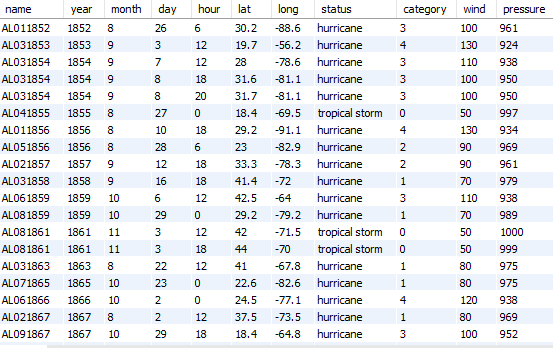 name year month day hour lat long status category wind pressure
AL011852 1852 8 26 6 30.2 -88.6 hurricane 3 100 961
AL031853 1853 9 3 12 19.7 -56.2 hurricane 4 130 924
AL031854 1854 9 7 12 28 -78.6 hurricane 3 110 938
AL031854 1854 9 8 18 31.6 -81.1 hurricane 3 100 950
AL031854 1854 9 8 20 31.7 -81.1 hurricane 3 100 950
AL041855 1855 8 27 0 18.4 -69.5 tropical storm 0 50 997
AL011856 1856 8 10 18 29.2 -91.1 hurricane 4 130 934
AL051856 1856 8 28 6 23 -82.9 hurricane 2 90 969
AL021857 1857 9 12 18 33.3 -78.3 hurricane 2 90 961
AL031858 1858 9 16 18 41.4 -72 hurricane 1 70 979
AL061859 1859 10 6 12 42.5 -64 hurricane 3 110 938
AL081859 1859 10 29 0 29.2 -79.2 hurricane 1 70 989
AL081861 1861 11 3 12 42 -71.5 tropical storm 0 50 1000
AL081861 1861 11 3 18 44 -70 tropical storm 0 50 999
AL031863 1863 8 22 12 41 -67.8 hurricane 1 80 975
AL071865 1865 10 23 0 22.6 -82.6 hurricane 1 80 975
AL061866 1866 10 2 0 24.5 -77.1 hurricane 4 120 938
AL021867 1867 8 2 12 37.5 -73.5 hurricane 1 80 969
AL091867 1867 10 29 18 18.4 -64.8 hurricane 3 100 952